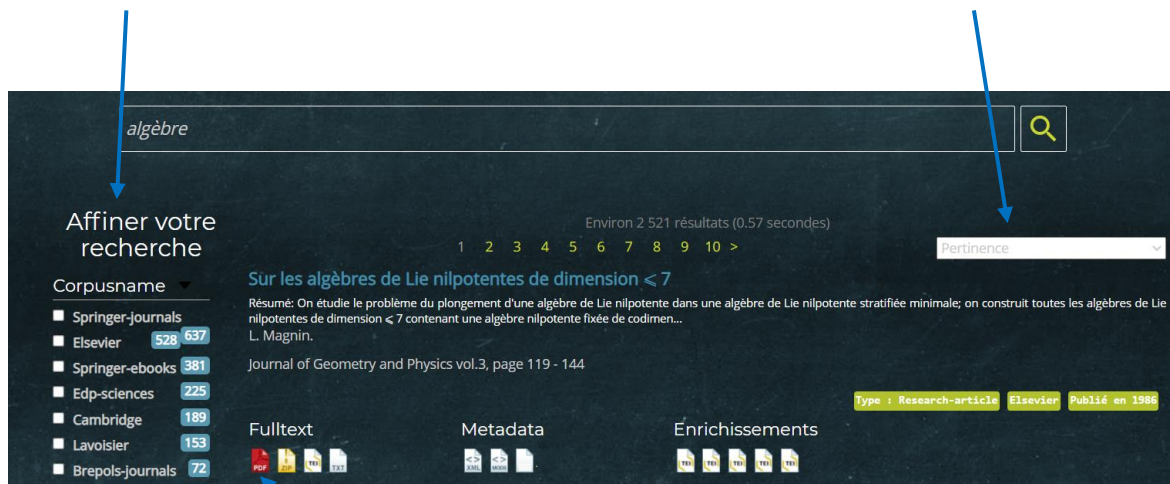 algèbre
Affiner votre
recherche
Environ 2 521 résultats (0.57 secondes)
1 2 3 4 5 6 7 8 9 10 >
Pertinence
Corpusname
Springer-journals 637
Elsevier 528
Springer-ebooks 381
Edp-sciences 225
Cambridge 189
Lavoisier 153
Brepols-journals 72
Sur les algèbres de Lie nilpotentes de dimension ⩽ 7
Résumé: On étudie le problème du plongement d'une algèbre de Lie nilpotente dans une algèbre de Lie nilpotente stratifiée minimale; on construit toutes les algèbres de Lie
nilpotentes de dimension ⩽ 7 contenant une algèbre nilpotente fixée de codimen...
L. Magnin.
Journal of Geometry and Physics vol.3, page 119 - 144
Type : Research-article Elsevier Publié en 1986
Fulltext Metadata Enrichissements
PDF ZIP TEI TXT XML MODS TEI TEI TEI TEI TEI